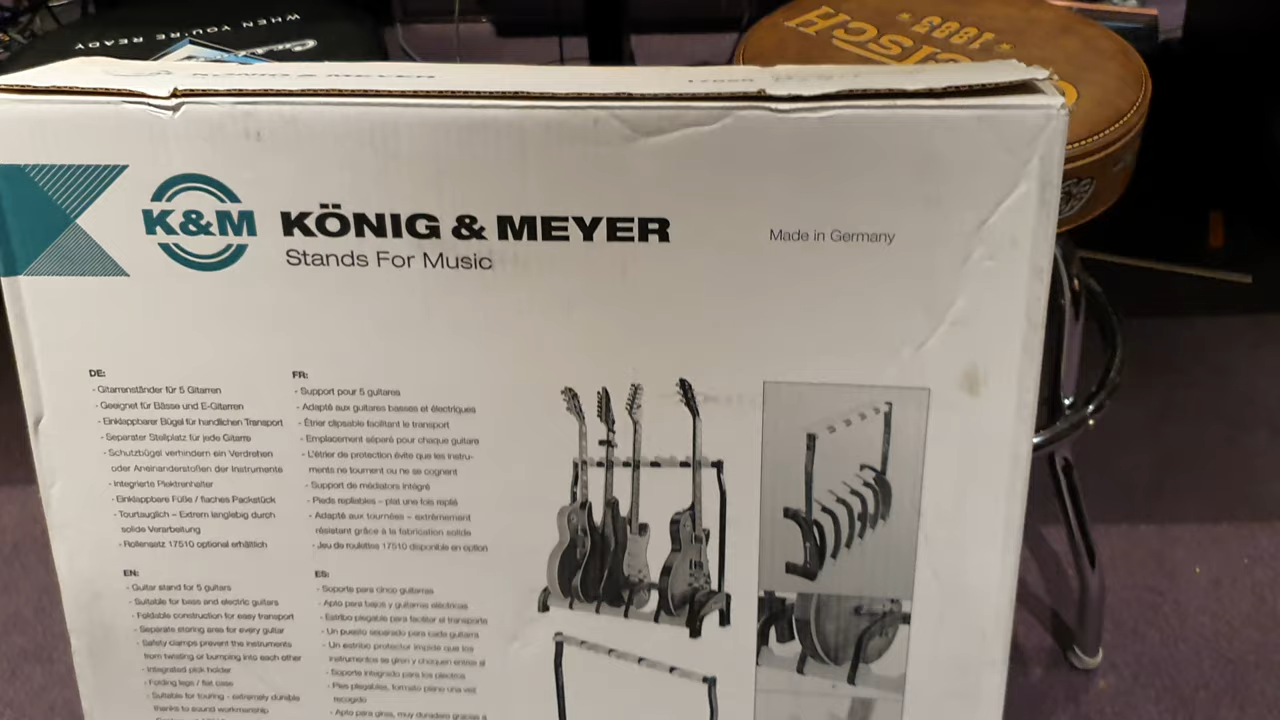 WHEN YOU'RE READY
GRETSCH
1883
K&M
KÖNIG & MEYER
Stands For Music
Made in Germany
DE:
- Gitarrenständer für 5 Gitarren
- Geeignet für Bässe und E-Gitarren
- Einklappbarer Bügel für handlichen Transport
- Separater Stellplatz für jede Gitarre
- Schutzbügel verhindern ein Verdrehen
oder Aneinanderstoßen der Instrumente
- Integrierte Plektrenhalter
- Einklappbare Füße / flaches Packstück
- Tourtauglich – Extrem langlebig durch
solide Verarbeitung
- Rollensatz 17510 optional erhältlich
FR:
- Support pour 5 guitares
- Adapté aux guitares basses et électriques
- Étrier clipsable facilitant le transport
- Emplacement séparé pour chaque guitare
- L'étrier de protection évite que les instru-
ments ne tournent ou ne se cognent
- Support de médiators intégré
- Pieds repliables – plat une fois replié
- Adapté aux tournées – extrêmement
résistant grâce à la fabrication solide
- Jeu de roulettes 17510 disponible en option
EN:
- Guitar stand for 5 guitars
- Suitable for bass and electric guitars
- Foldable construction for easy transport
- Separate storing area for every guitar
- Safety clamps prevent the instruments
from twisting or bumping into each other
- Integrated pick holder
- Folding legs / flat case
- Suitable for touring - extremely durable
thanks to sound workmanship
ES:
- Soporte para cinco guitarras
- Apto para bajos y guitarras eléctricas
- Estribo plegable para facilitar el transporte
- Un puesto separado para cada guitarra
- Un estribo protector impide que los
instrumentos se giren y choquen entre sí
- Soporte integrado para los plectros
- Pies plegables, formato plano una vez
recogido
- Apto para giras, muy duradero gracias a